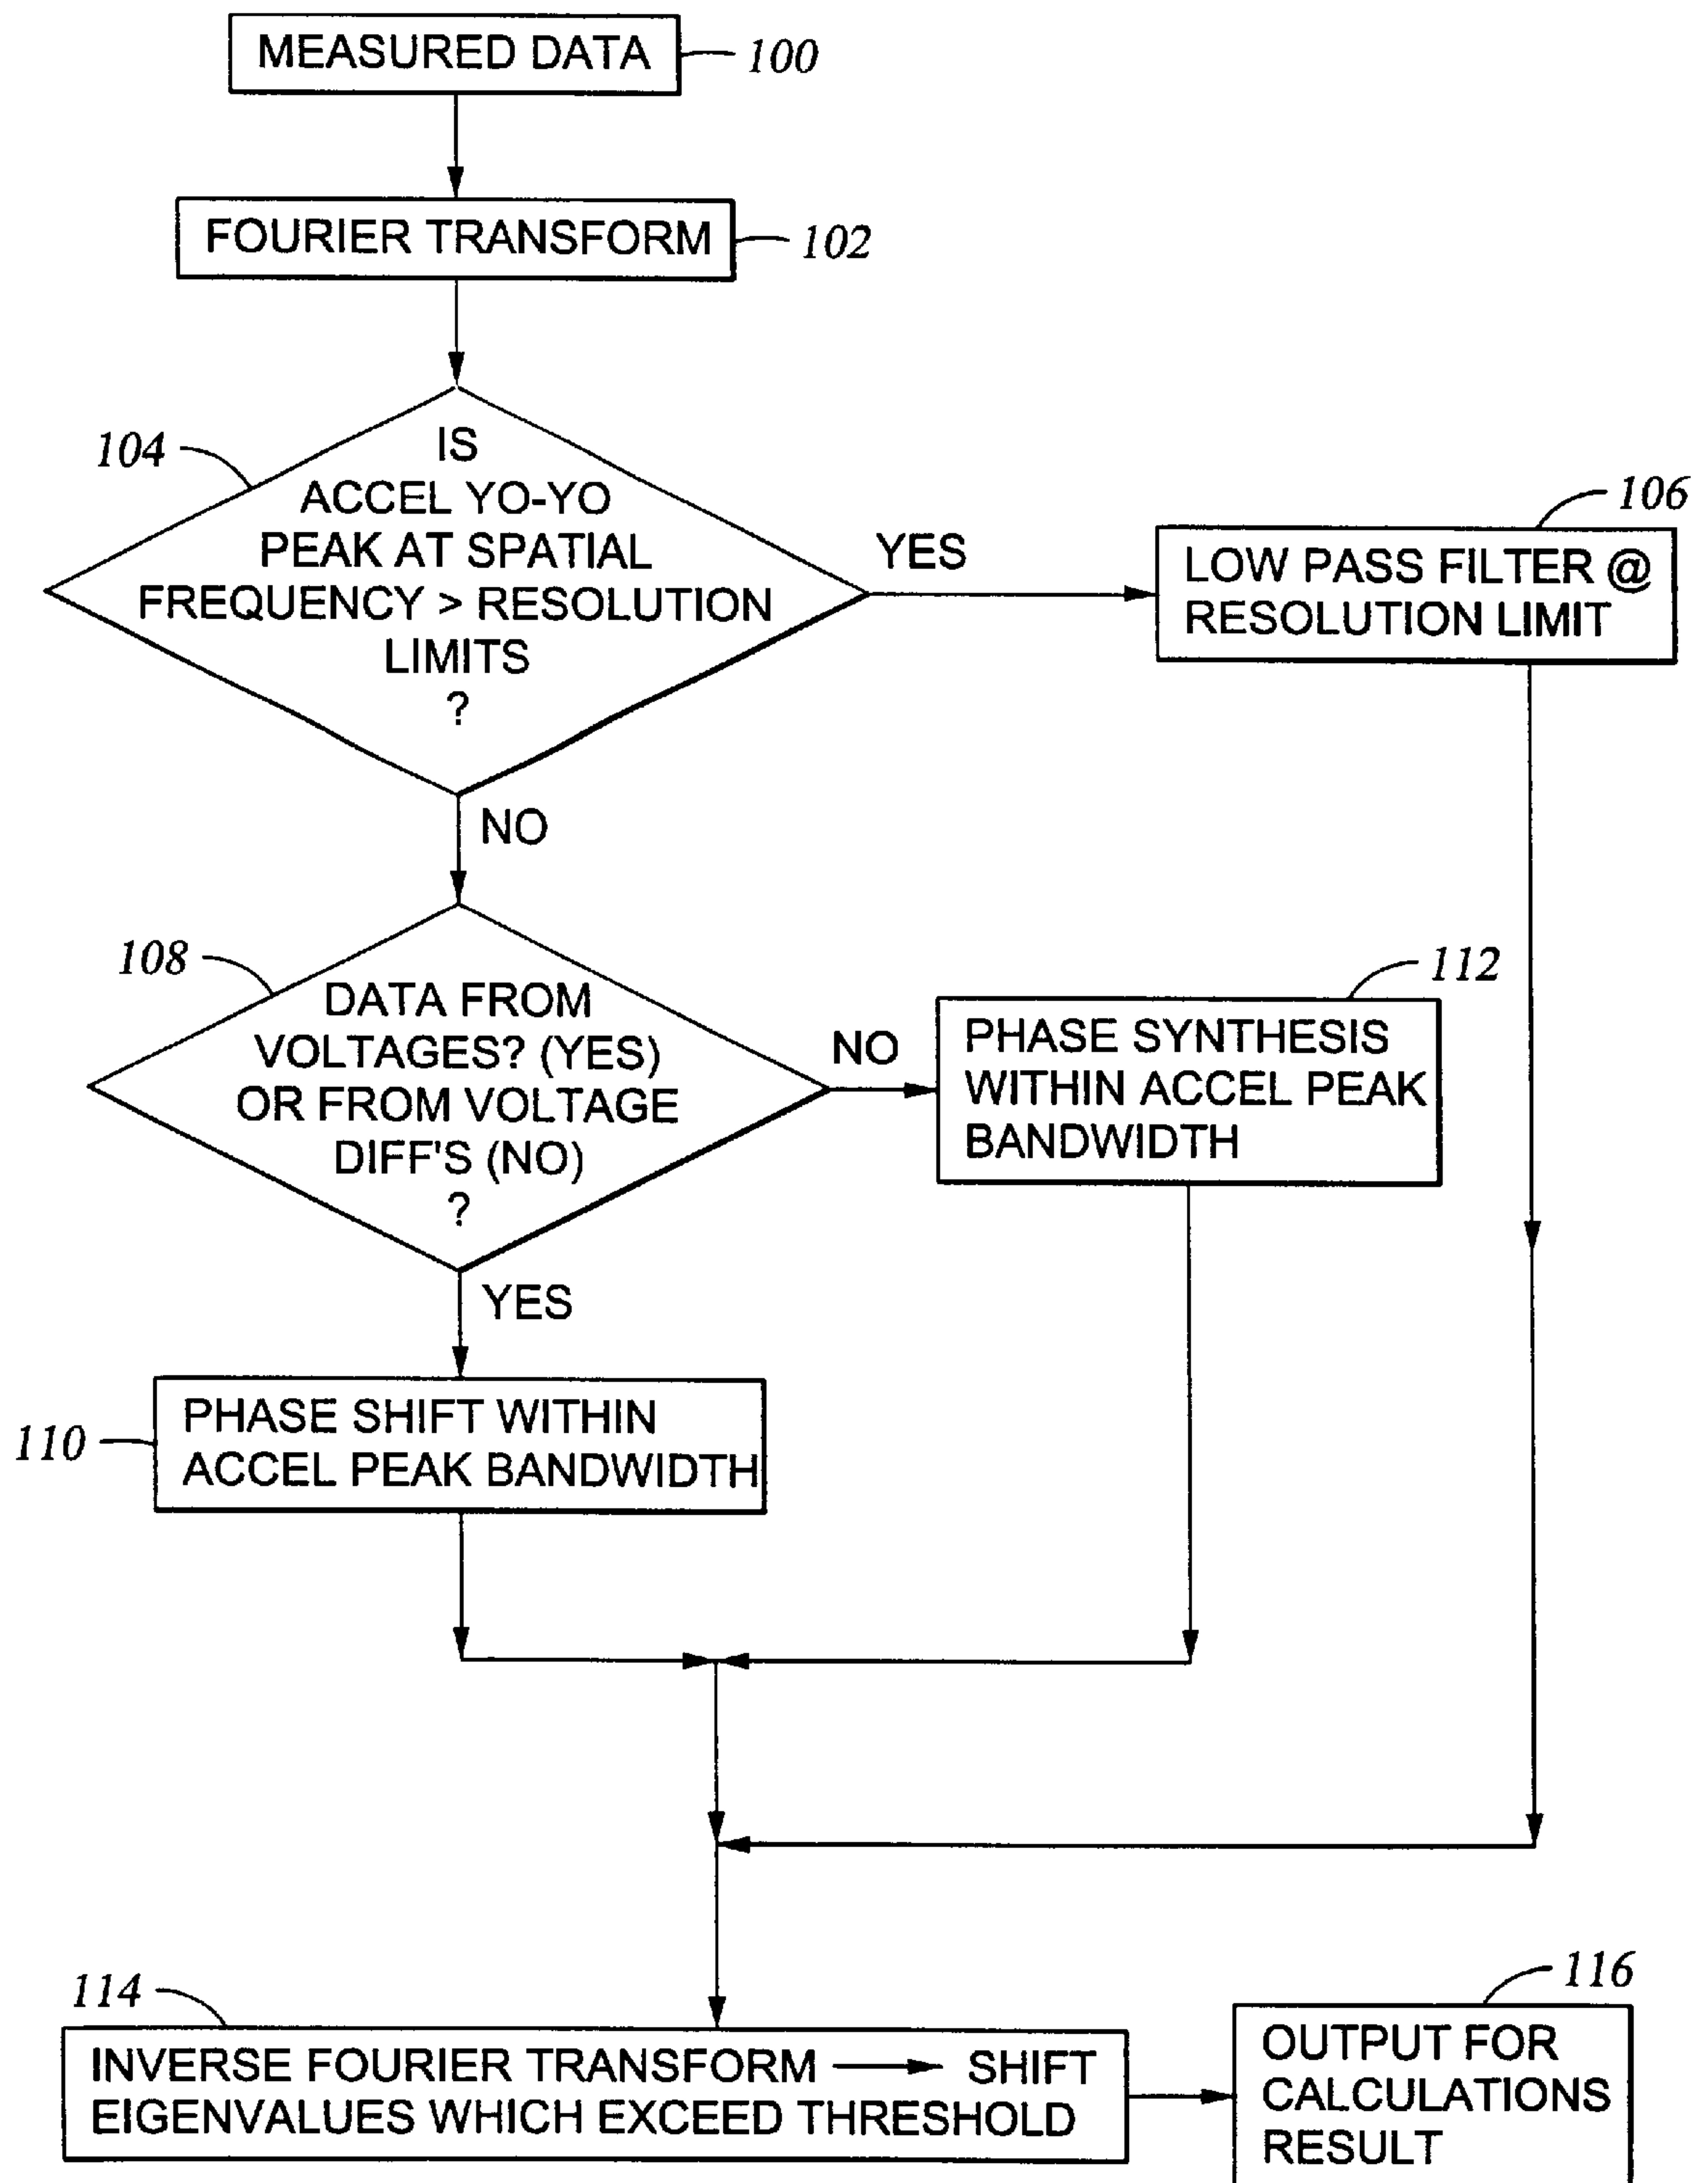 MEASURED DATA
100
FOURIER TRANSFORM
102
104
IS
ACCEL YO-YO
PEAK AT SPATIAL
FREQUENCY > RESOLUTION
LIMITS
?
YES
106
LOW PASS FILTER @
RESOLUTION LIMIT
NO
108
DATA FROM
VOLTAGES? (YES)
OR FROM VOLTAGE
DIFF'S (NO)
?
NO
112
PHASE SYNTHESIS
WITHIN ACCEL PEAK
BANDWIDTH
YES
110
PHASE SHIFT WITHIN
ACCEL PEAK BANDWIDTH
114
INVERSE FOURIER TRANSFORM → SHIFT
EIGENVALUES WHICH EXCEED THRESHOLD
116
OUTPUT FOR
CALCULATIONS
RESULT